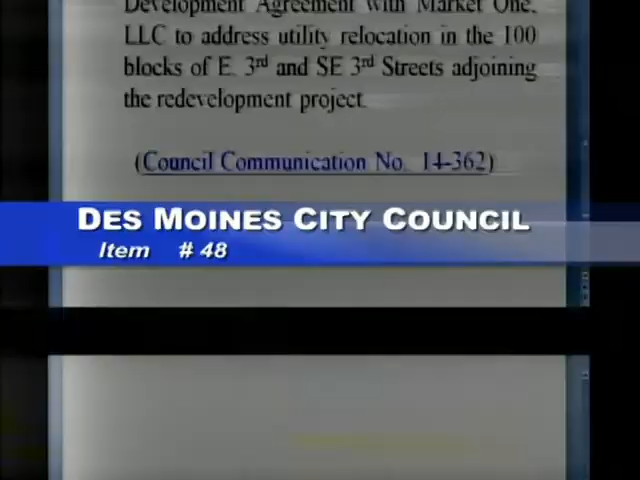 Development Agreement with Market One,
LLC to address utility relocation in the 100
blocks of E. 3rd and SE 3rd Streets adjoining
the redevelopment project.
(Council Communication No. 14-362)
DES MOINES CITY COUNCIL
Item # 48